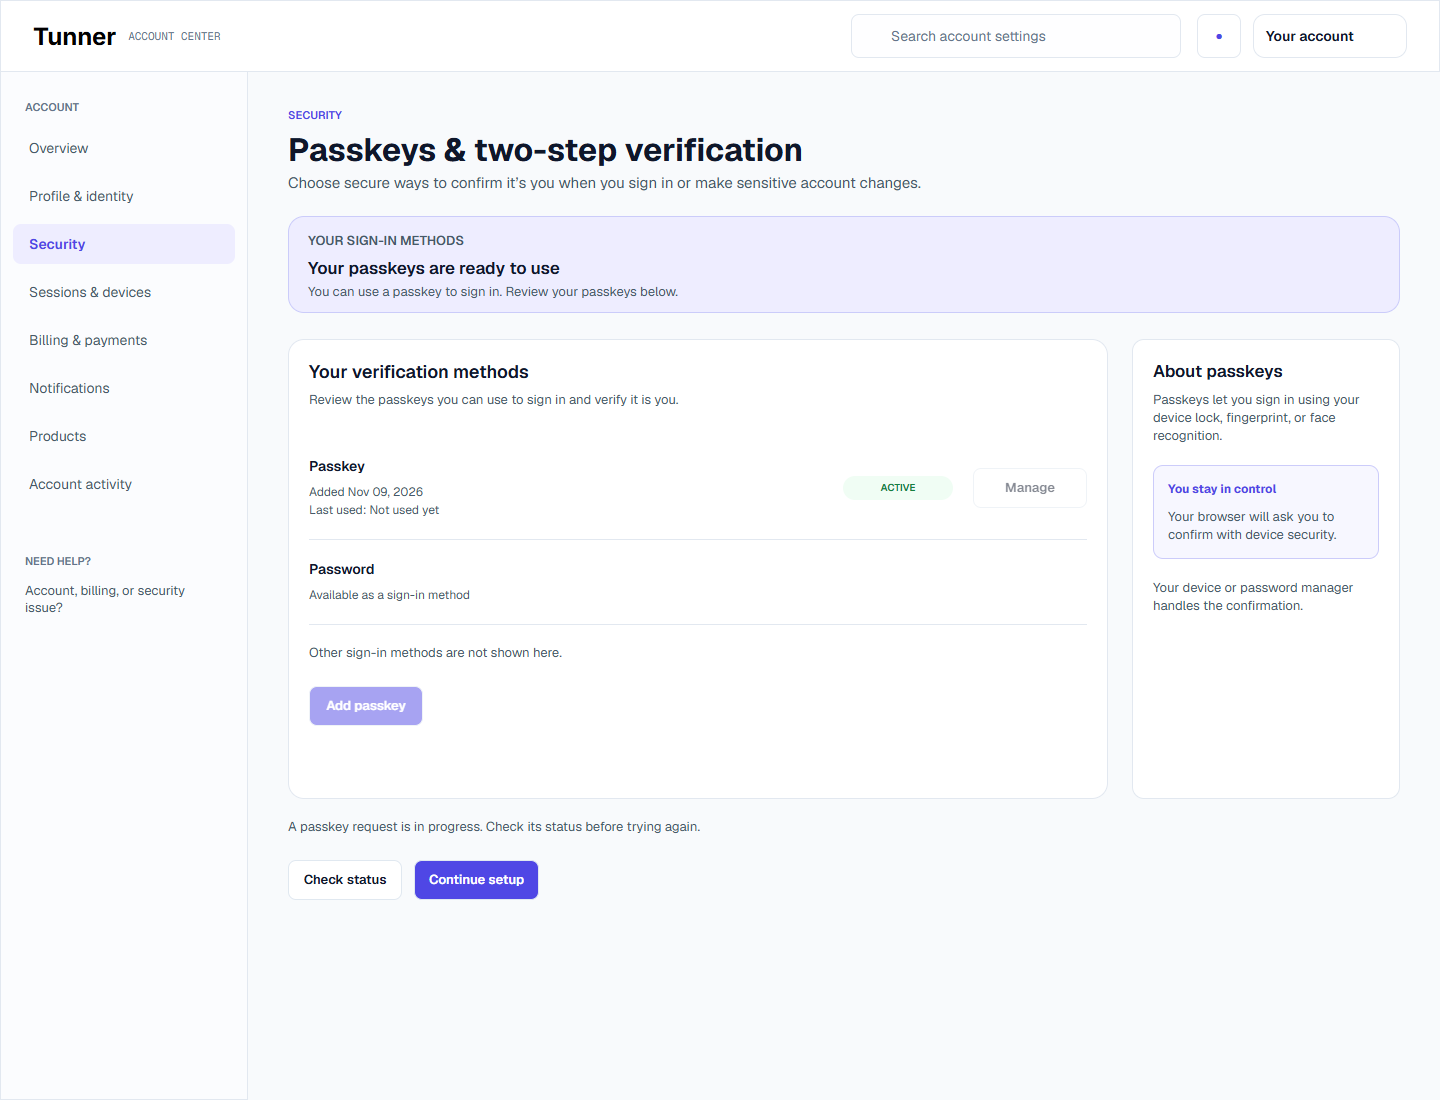 Tunner ACCOUNT CENTER
Search account settings
Your account
ACCOUNT
Overview
Profile & identity
Security
Sessions & devices
Billing & payments
Notifications
Products
Account activity
NEED HELP?
Account, billing, or security
issue?
SECURITY
Passkeys & two-step verification
Choose secure ways to confirm it’s you when you sign in or make sensitive account changes.
YOUR SIGN-IN METHODS
Your passkeys are ready to use
You can use a passkey to sign in. Review your passkeys below.
Your verification methods
Review the passkeys you can use to sign in and verify it is you.
Passkey
Added Nov 09, 2026
Last used: Not used yet
ACTIVE
Manage
Password
Available as a sign-in method
Other sign-in methods are not shown here.
Add passkey
About passkeys
Passkeys let you sign in using your
device lock, fingerprint, or face
recognition.
You stay in control
Your browser will ask you to
confirm with device security.
Your device or password manager
handles the confirmation.
A passkey request is in progress. Check its status before trying again.
Check status
Continue setup